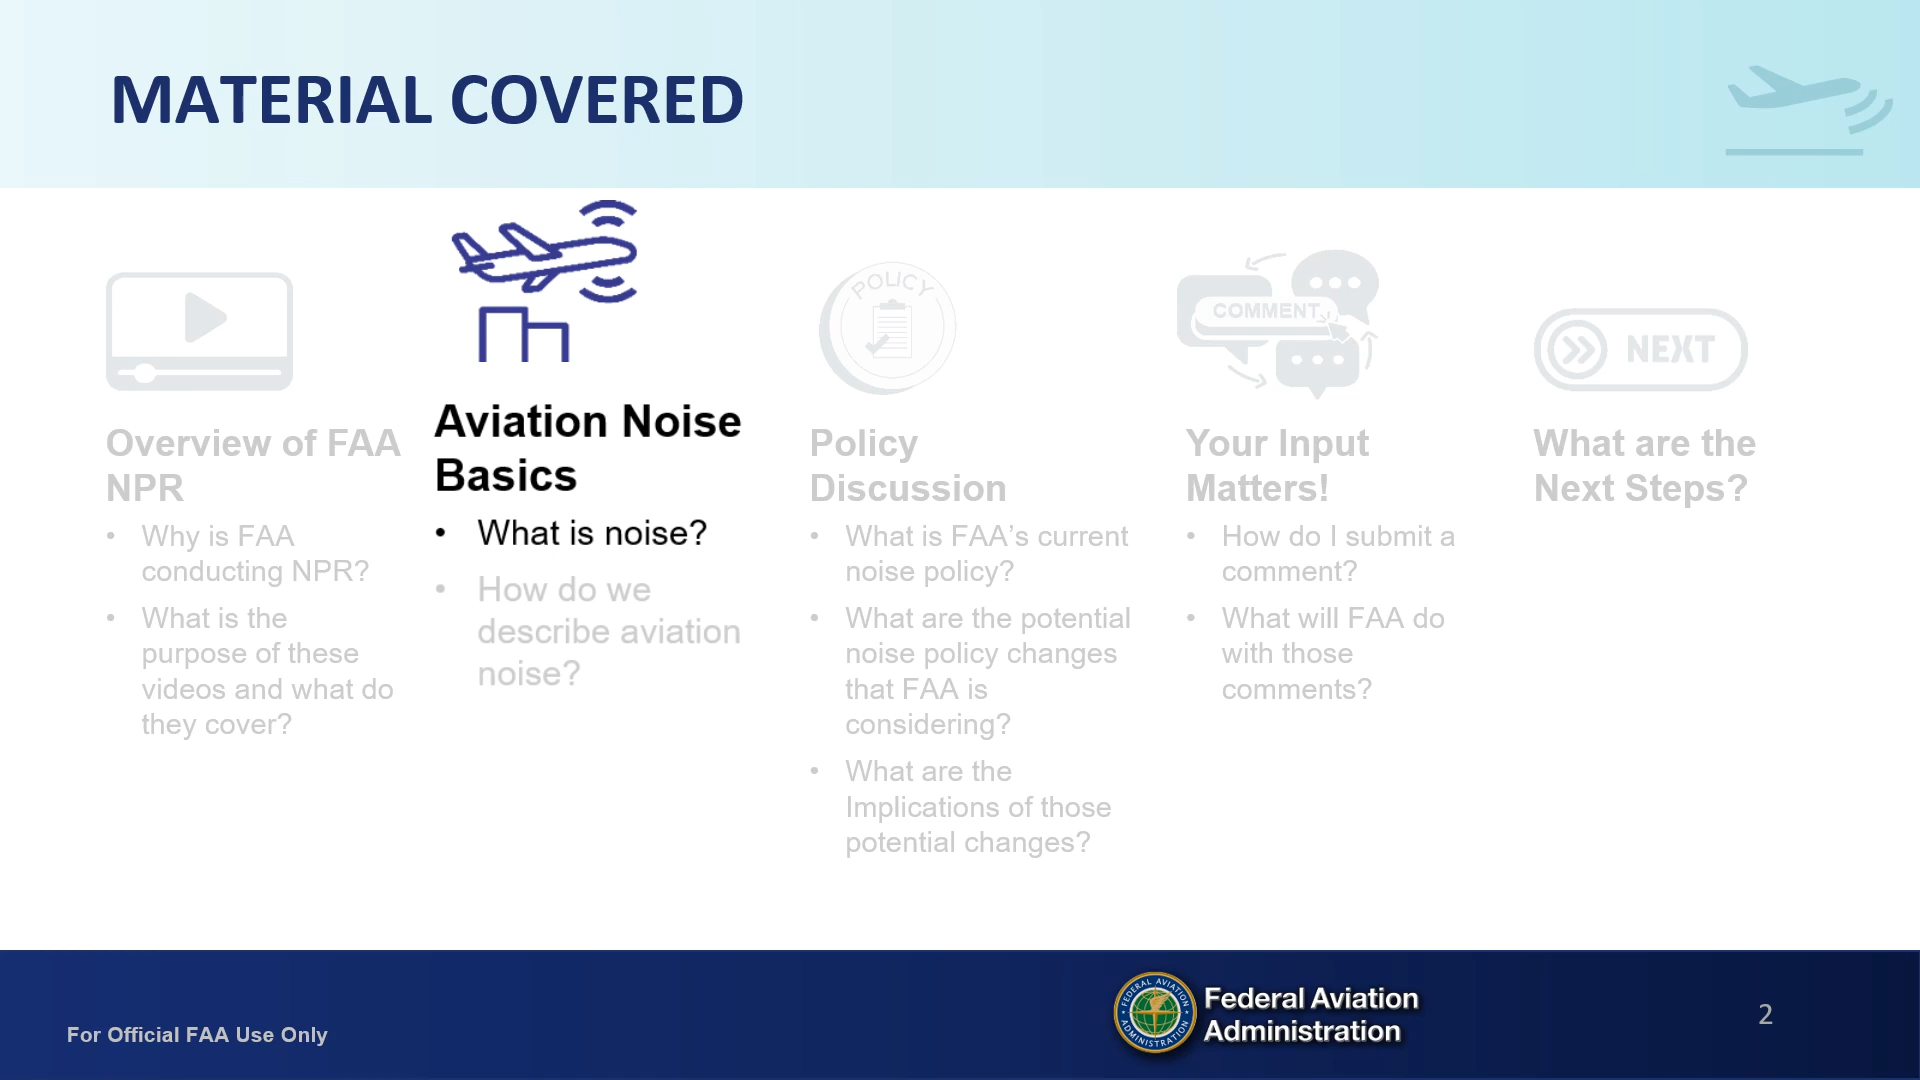 MATERIAL COVERED
Overview of FAA
NPR
• Why is FAA
conducting NPR?
• What is the
purpose of these
videos and what do
they cover?
Aviation Noise
Basics
• What is noise?
• How do we
describe aviation
noise?
POLICY
Policy
Discussion
• What is FAA’s current
noise policy?
• What are the potential
noise policy changes
that FAA is
considering?
• What are the
Implications of those
potential changes?
COMMENT
Your Input
Matters!
• How do I submit a
comment?
• What will FAA do
with those
comments?
NEXT
What are the
Next Steps?
For Official FAA Use Only
FEDERAL AVIATION
ADMINISTRATION
Federal Aviation
Administration
2